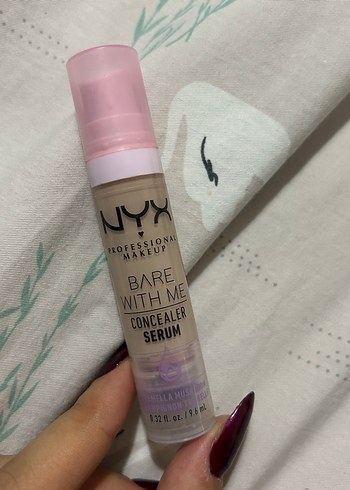 NYX
PROFESSIONAL
MAKEUP
BARE
WITH ME
CONCEALER
SERUM
0.32 fl. oz. / 9.6 mL